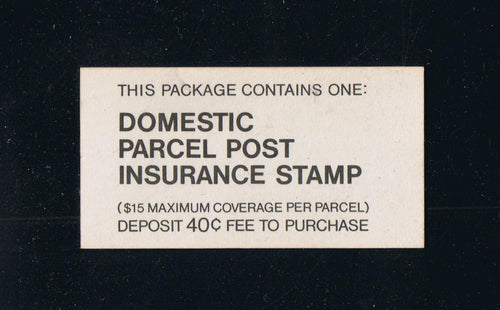 THIS PACKAGE CONTAINS ONE:
DOMESTIC
PARCEL POST
INSURANCE STAMP
($15 MAXIMUM COVERAGE PER PARCEL)
DEPOSIT 40¢ FEE TO PURCHASE